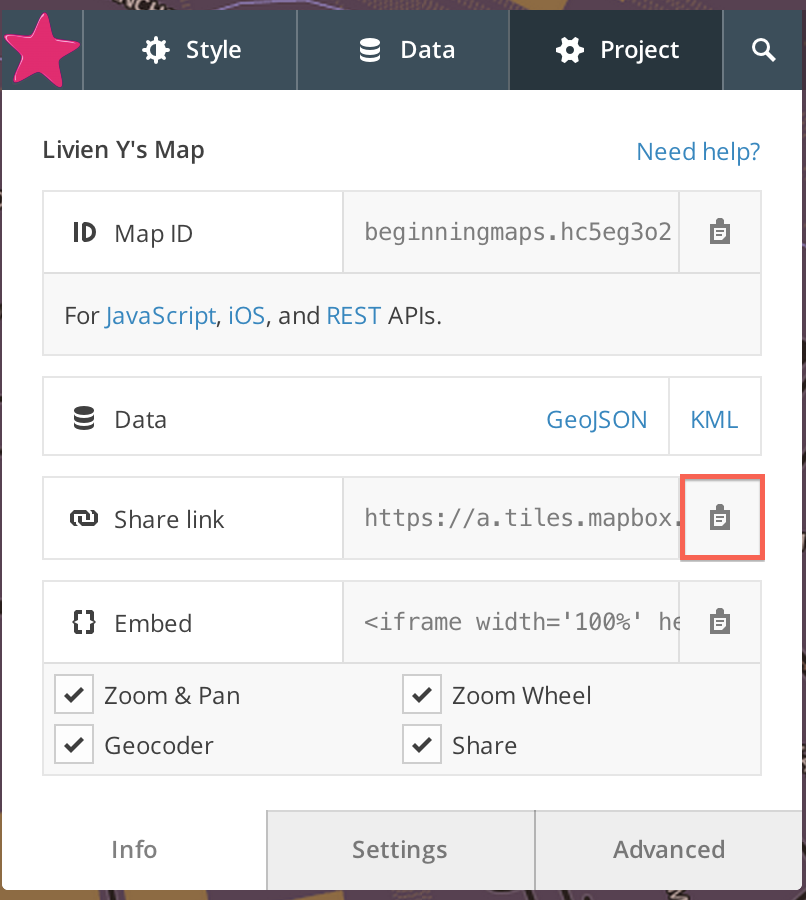 Style Data Project
Livien Y's Map Need help?
ID Map ID beginningmaps.hc5eg3o2
For JavaScript, iOS, and REST APIs.
Data GeoJSON KML
Share link https://a.tiles.mapbox.
{} Embed <iframe width='100%' he
Zoom & Pan Zoom Wheel
Geocoder Share
Info Settings Advanced